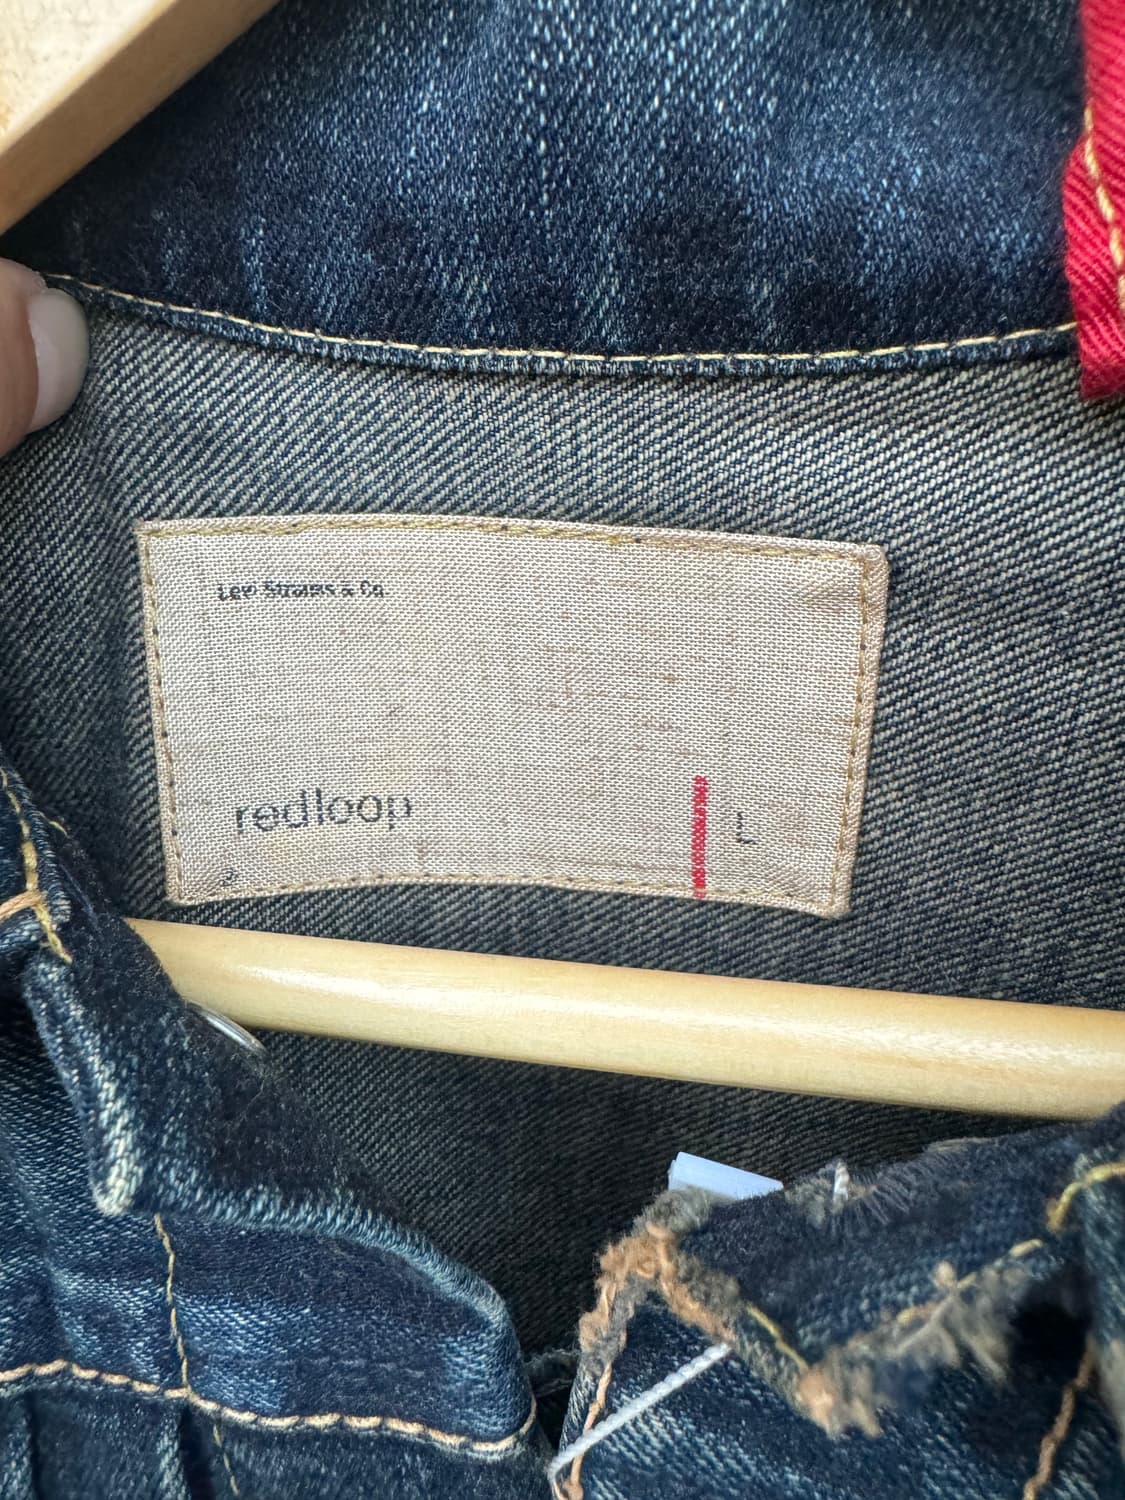 Levi Strauss & Co
redloop
L